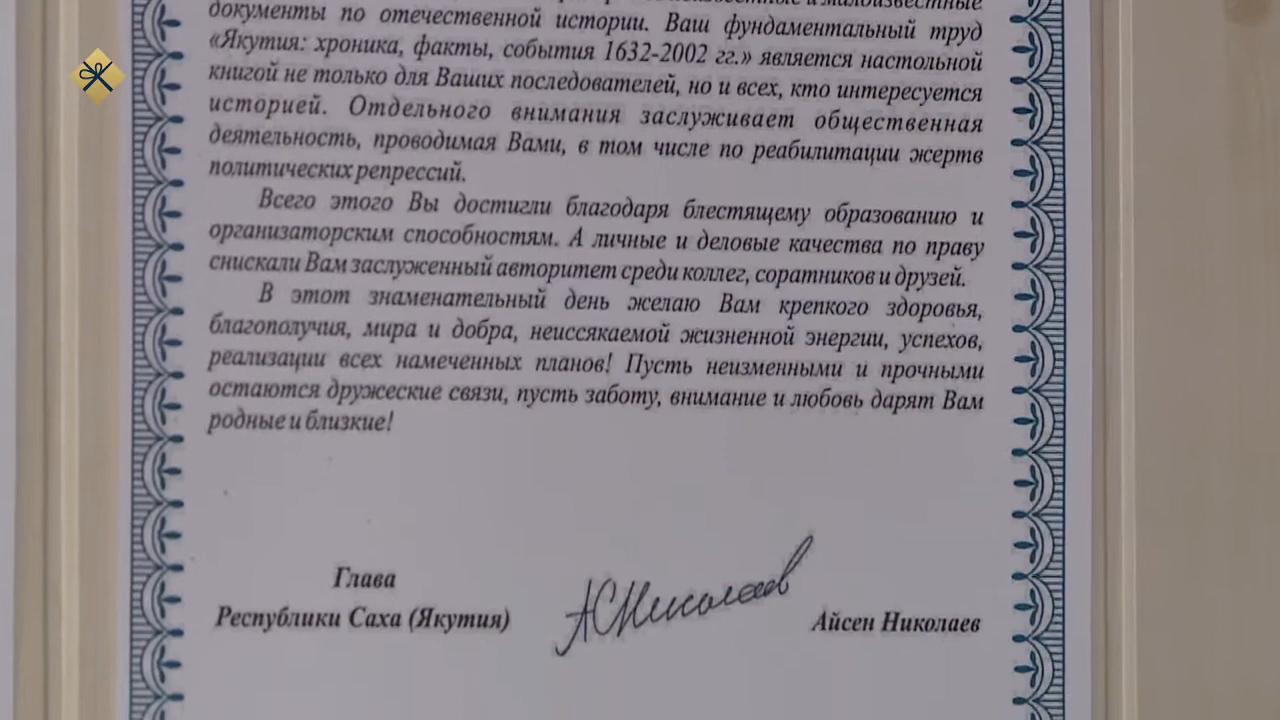 неизвестные и малоизвестные
документы по отечественной истории. Ваш фундаментальный труд
«Якутия: хроника, факты, события 1632-2002 гг.» является настольной
книгой не только для Ваших последователей, но и всех, кто интересуется
историей. Отдельного внимания заслуживает общественная
деятельность, проводимая Вами, в том числе по реабилитации жертв
политических репрессий.
Всего этого Вы достигли благодаря блестящему образованию и
организаторским способностям. А личные и деловые качества по праву
снискали Вам заслуженный авторитет среди коллег, соратников и друзей.
В этот знаменательный день желаю Вам крепкого здоровья,
благополучия, мира и добра, неиссякаемой жизненной энергии, успехов,
реализации всех намеченных планов! Пусть неизменными и прочными
остаются дружеские связи, пусть заботу, внимание и любовь дарят Вам
родные и близкие!
Глава
Республики Саха (Якутия)
АСНиколаев
Айсен Николаев